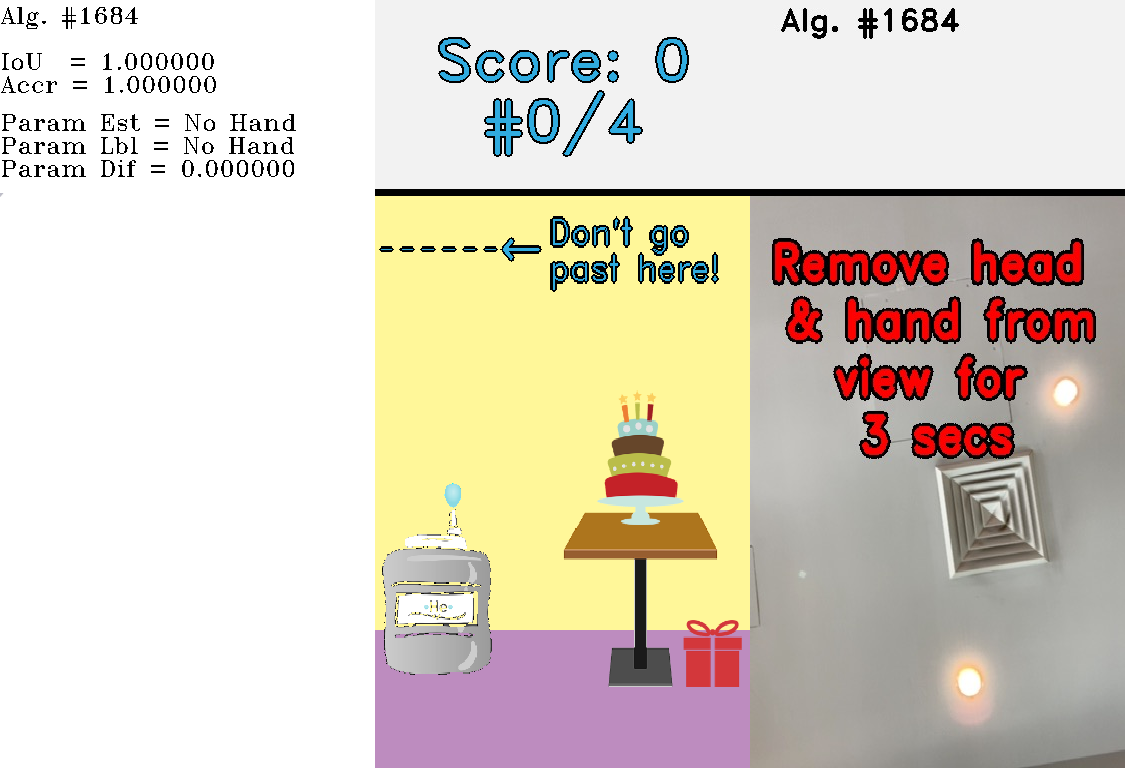 Alg. #1684
IoU = 1.000000
Accr = 1.000000
Param Est = No Hand
Param Lbl = No Hand
Param Dif = 0.000000
Score: 0
#0/4
Alg. #1684
Don't go
past here!
Remove head
& hand from
view for
3 secs